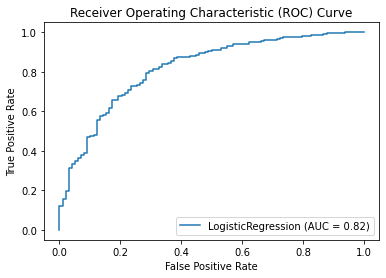 Receiver Operating Characteristic (ROC) Curve
1.0
0.8
0.6
0.4
0.2
0.0
True Positive Rate
LogisticRegression (AUC = 0.82)
0.0 0.2 0.4 0.6 0.8 1.0
False Positive Rate